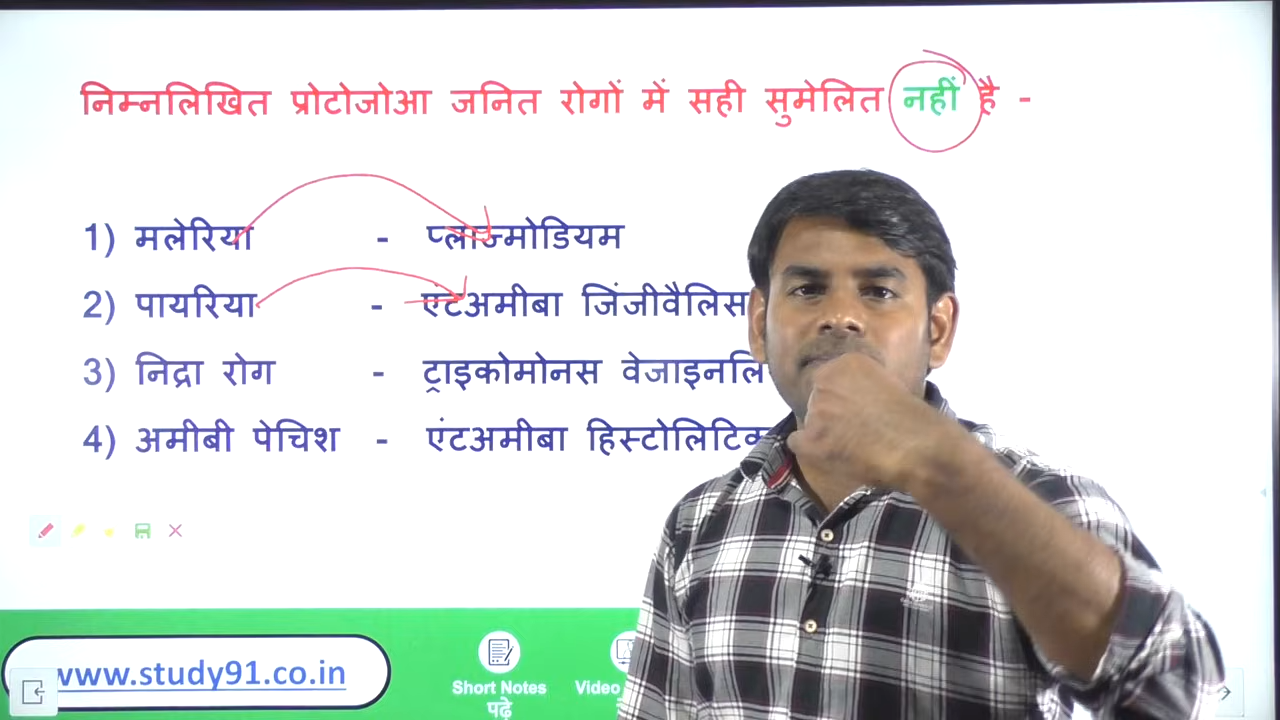 निम्नलिखित प्रोटोजोआ जनित रोगों में सही सुमेलित नहीं है -
1) मलेरिया - प्लाज्मोडियम
2) पायरिया - एंटअमीबा जिंजीवैलिस
3) निद्रा रोग - ट्राइकोमोनस
4) अमीबी पेचिश - एंटअमीबा
www.study91.co.in
Short Notes
पढ़े
Video